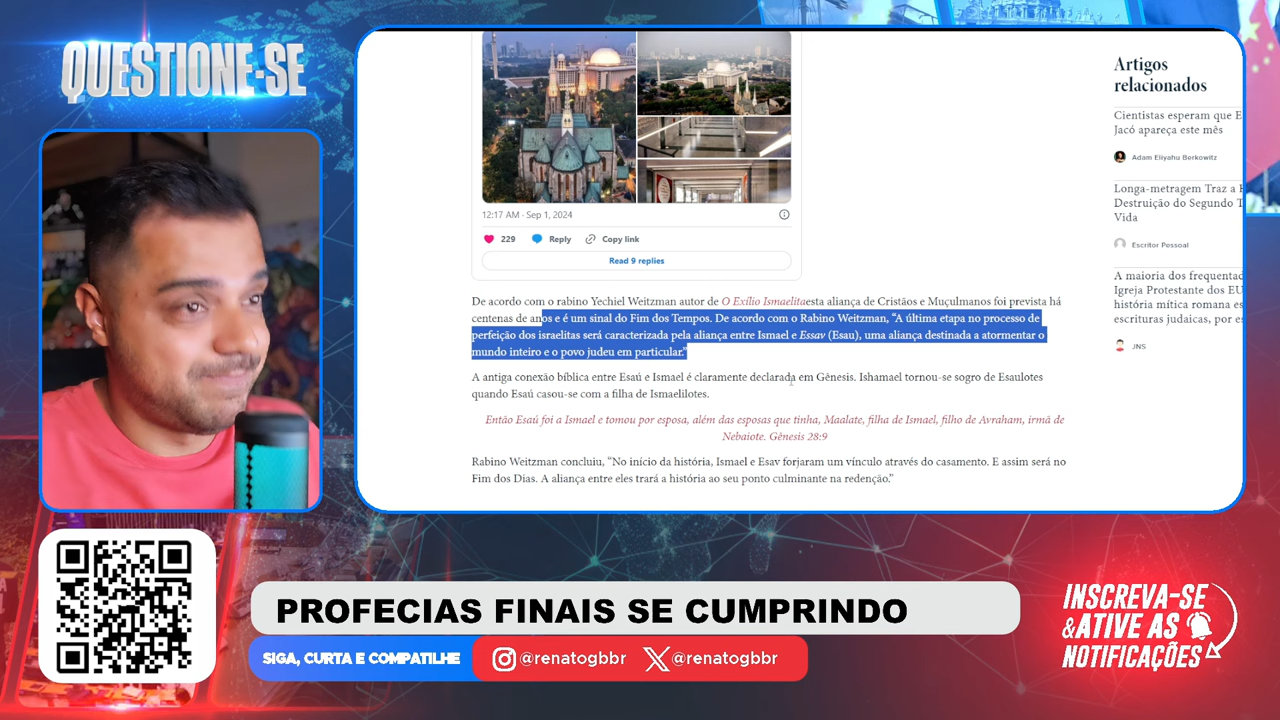 QUESTIONE-SE
12:17 AM · Sep 1, 2024
229 Reply Copy link
Read 9 replies
De acordo com o rabino Yechiel Weitzman autor de O Exílio Ismaelitaesta aliança de Cristãos e Muçulmanos foi prevista há
centenas de anos e é um sinal do Fim dos Tempos. De acordo com o Rabino Weitzman, “A última etapa no processo de
perfeição dos israelitas será caracterizada pela aliança entre Ismael e Essav (Esau), uma aliança destinada a atormentar o
mundo inteiro e o povo judeu em particular.”
A antiga conexão bíblica entre Esaú e Ismael é claramente declarada em Gênesis. Ishamael tornou-se sogro de Esaulotes
quando Esaú casou-se com a filha de Ismaelilotes.
Então Esaú foi a Ismael e tomou por esposa, além das esposas que tinha, Maalate, filha de Ismael, filho de Avraham, irmã de
Nebaiote. Gênesis 28:9
Rabino Weitzman concluiu, “No início da história, Ismael e Esav forjaram um vínculo através do casamento. E assim será no
Fim dos Dias. A aliança entre eles trará a história ao seu ponto culminante na redenção.”
Artigos
relacionados
Cientistas esperam que E
Jacó apareça este mês
Adam Eliyahu Berkowitz
Longa-metragem Traz a
Destruição do Segundo T
Vida
Escritor Pessoal
A maioria dos frequentad
Igreja Protestante dos EU
história mítica romana es
escrituras judaicas, por es
JNS
PROFECIAS FINAIS SE CUMPRINDO
SIGA, CURTA E COMPATILHE @renatogbbr @renatogbbr
INSCREVA-SE
&ATIVE AS
NOTIFICAÇÕES